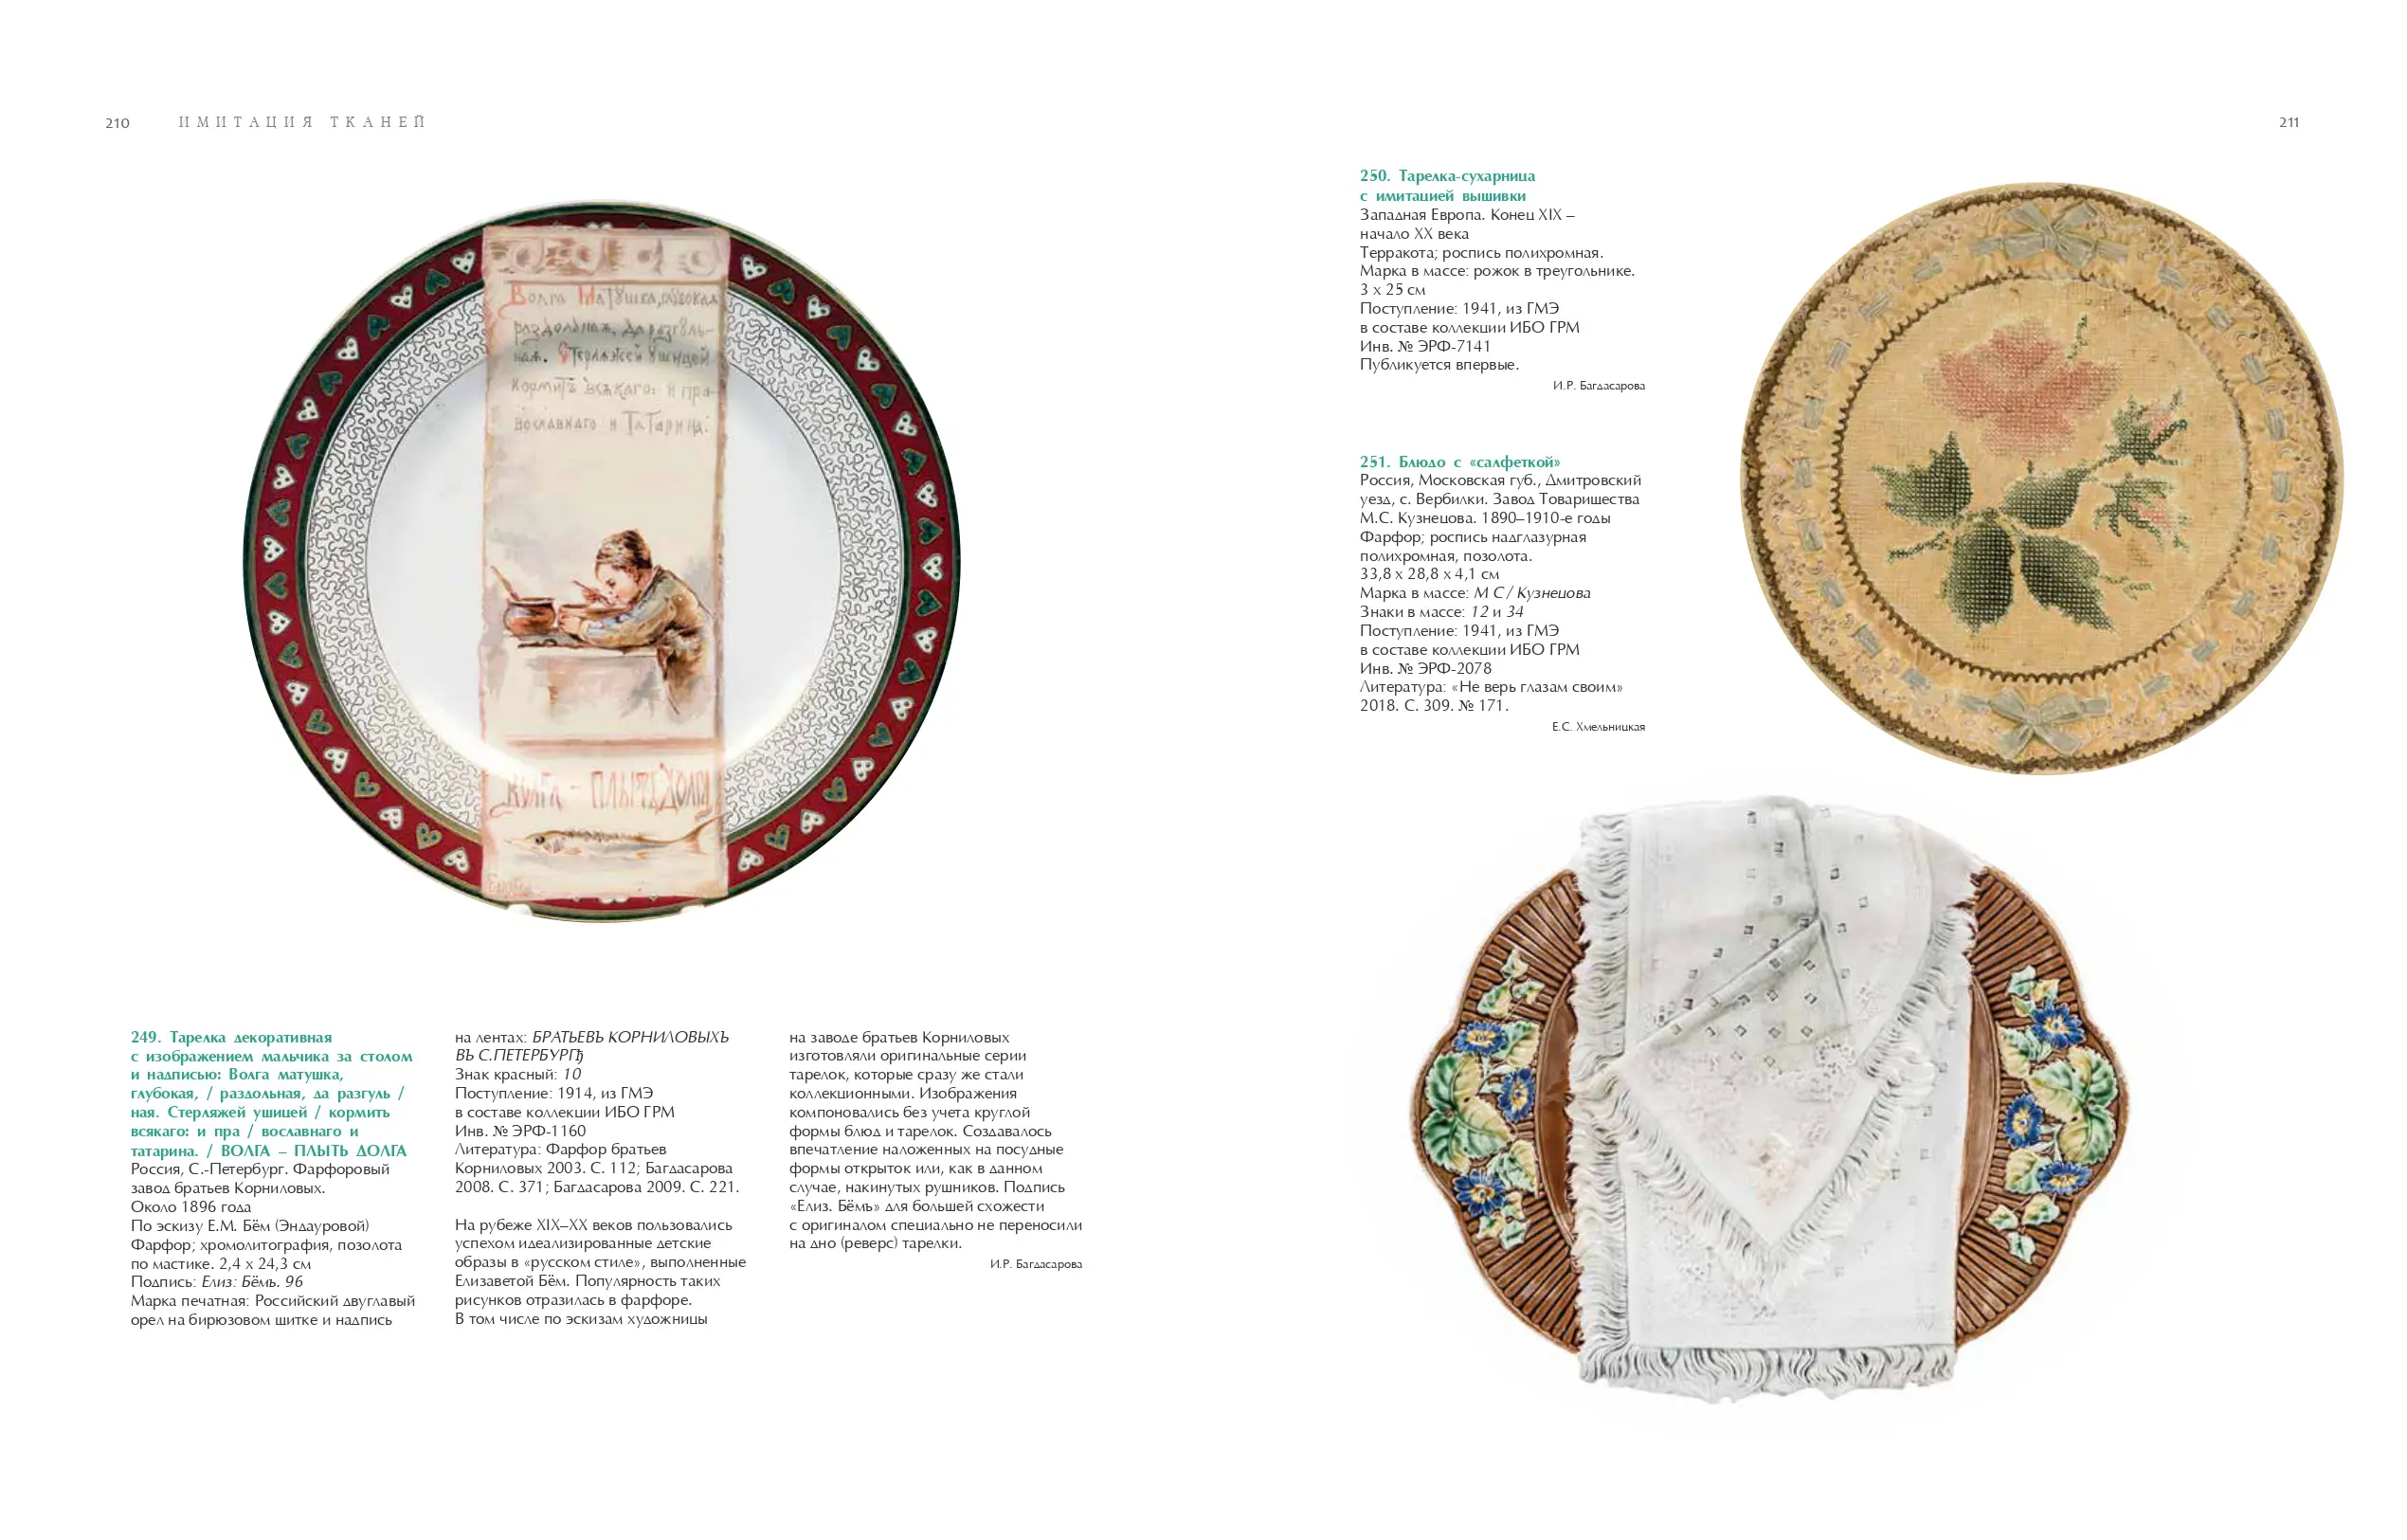 210
ИМИТАЦИЯ ТКАНЕЙ
Волга Матушка, глубокая
раздольная, да разгуль-
ная. Стерляжей ушицей
кормитъ всякаго: и пра-
вославнаго и Татарина.
ВОЛГА – ПЛЫТЬ ДОЛГА
249. Тарелка декоративная
с изображением мальчика за столом
и надписью: Волга матушка,
глубокая, / раздольная, да разгуль /
ная. Стерляжей ушицей / кормить
всякаго: и пра / вославнаго и
татарина. / ВОЛГА – ПЛЫТЬ ДОЛГА
Россия, С.-Петербург. Фарфоровый
завод братьев Корниловых.
Около 1896 года
По эскизу Е.М. Бём (Эндауровой)
Фарфор; хромолитография, позолота
по мастике. 2,4 х 24,3 см
Подпись: Елиз: Бёмь. 96
Марка печатная: Российский двуглавый
орел на бирюзовом щитке и надпись
на лентах: БРАТЬЕВЪ КОРНИЛОВЫХЪ
ВЪ С.ПЕТЕРБУРГѢ
Знак красный: 10
Поступление: 1914, из ГМЭ
в составе коллекции ИБО ГРМ
Инв. № ЭРФ-1160
Литература: Фарфор братьев
Корниловых 2003. С. 112; Багдасарова
2008. С. 371; Багдасарова 2009. С. 221.
На рубеже XIX–XX веков пользовались
успехом идеализированные детские
образы в «русском стиле», выполненные
Елизаветой Бём. Популярность таких
рисунков отразилась в фарфоре.
В том числе по эскизам художницы
на заводе братьев Корниловых
изготовляли оригинальные серии
тарелок, которые сразу же стали
коллекционными. Изображения
компоновались без учета круглой
формы блюд и тарелок. Создавалось
впечатление наложенных на посудные
формы открыток или, как в данном
случае, накинутых рушников. Подпись
«Елиз. Бёмъ» для большей схожести
с оригиналом специально не переносили
на дно (реверс) тарелки.
И.Р. Багдасарова
211
250. Тарелка-сухарница
с имитацией вышивки
Западная Европа. Конец XIX –
начало XX века
Терракота; роспись полихромная.
Марка в массе: рожок в треугольнике.
3 х 25 см
Поступление: 1941, из ГМЭ
в составе коллекции ИБО ГРМ
Инв. № ЭРФ-7141
Публикуется впервые.
И.Р. Багдасарова
251. Блюдо с «салфеткой»
Россия, Московская губ., Дмитровский
уезд, с. Вербилки. Завод Товарищества
М.С. Кузнецова. 1890–1910-е годы
Фарфор; роспись надглазурная
полихромная, позолота.
33,8 х 28,8 х 4,1 см
Марка в массе: М С / Кузнецова
Знаки в массе: 12 и 34
Поступление: 1941, из ГМЭ
в составе коллекции ИБО ГРМ
Инв. № ЭРФ-2078
Литература: «Не верь глазам своим»
2018. С. 309. № 171.
Е.С. Хмельницкая